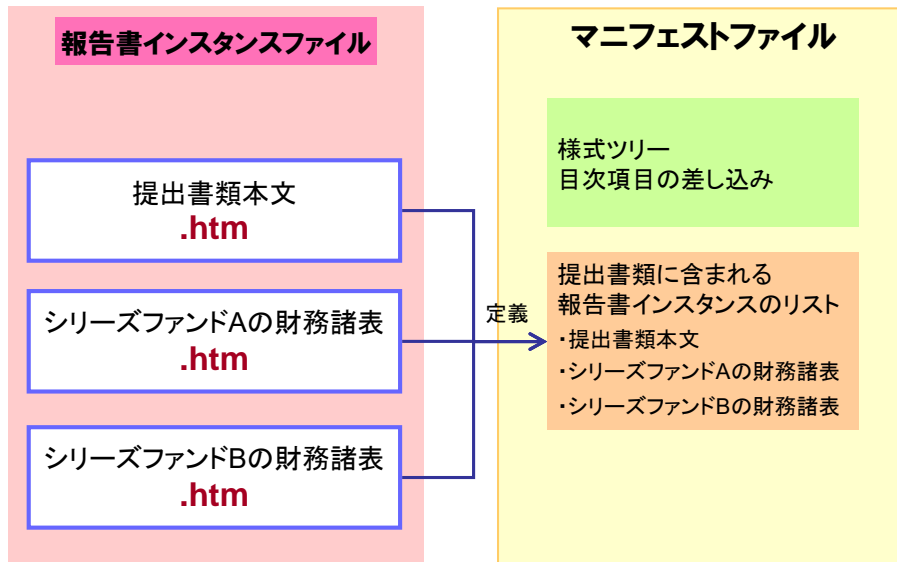 報告書インスタンスファイル
提出書類本文
.htm
シリーズファンドAの財務諸表
.htm
シリーズファンドBの財務諸表
.htm
定義
マニフェストファイル
様式ツリー
目次項目の差し込み
提出書類に含まれる
報告書インスタンスのリスト
・提出書類本文
・シリーズファンドAの財務諸表
・シリーズファンドBの財務諸表